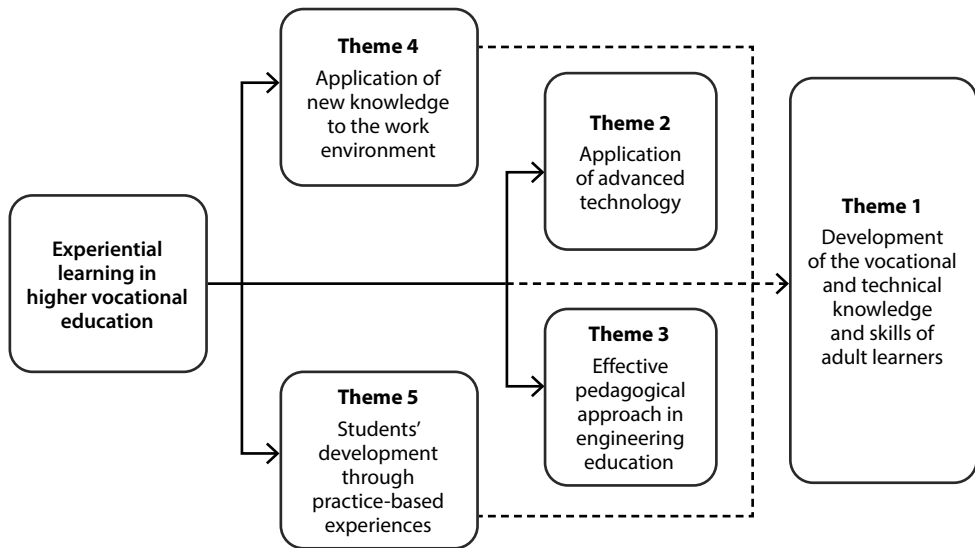 Experiential
learning in
higher vocational
education
Theme 4
Application of
new knowledge
to the work
environment
Theme 5
Students’
development
through
practice-based
experiences
Theme 2
Application
of advanced
technology
Theme 3
Effective
pedagogical
approach in
engineering
education
Theme 1
Development
of the vocational
and technical
knowledge
and skills of
adult learners